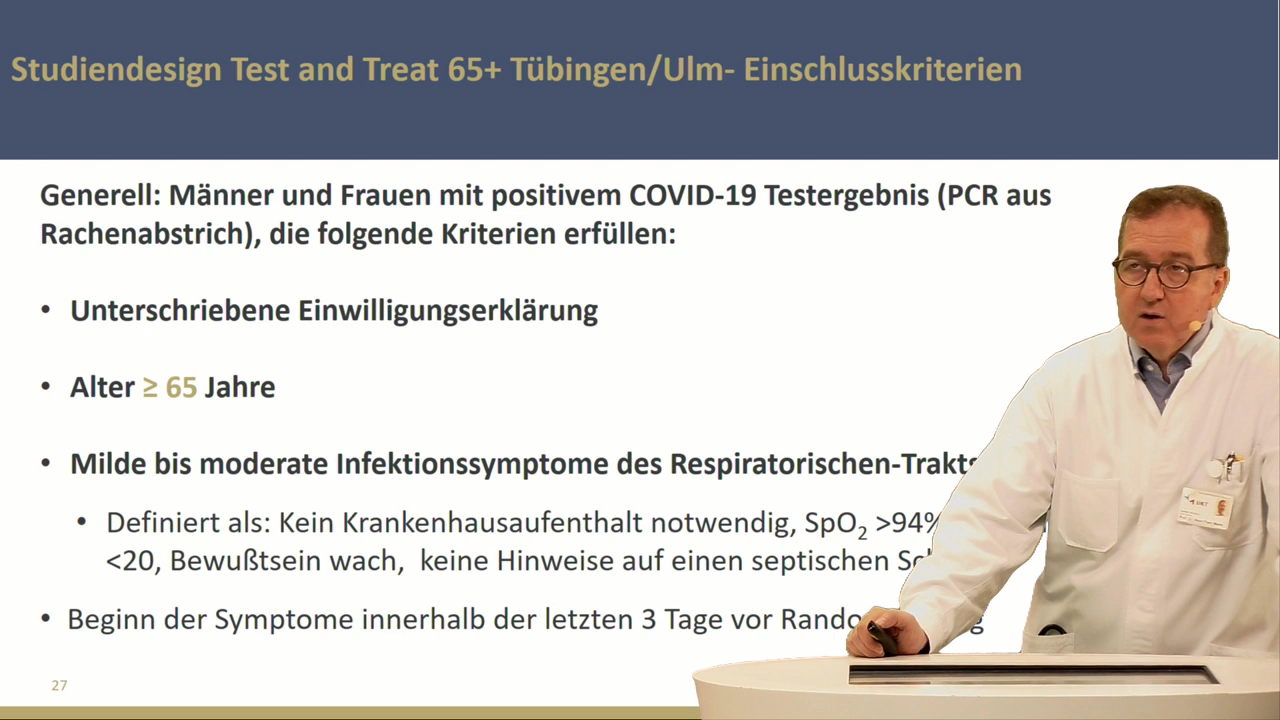 Studiendesign Test and Treat 65+ Tübingen/Ulm- Einschlusskriterien
Generell: Männer und Frauen mit positivem COVID-19 Testergebnis (PCR aus
Rachenabstrich), die folgende Kriterien erfüllen:
• Unterschriebene Einwilligungserklärung
• Alter ≥ 65 Jahre
• Milde bis moderate Infektionssymptome des Respiratorischen-Trakts
• Definiert als: Kein Krankenhausaufenthalt notwendig, SpO2 >94%
<20, Bewußtsein wach, keine Hinweise auf einen septischen
• Beginn der Symptome innerhalb der letzten 3 Tage vor
27